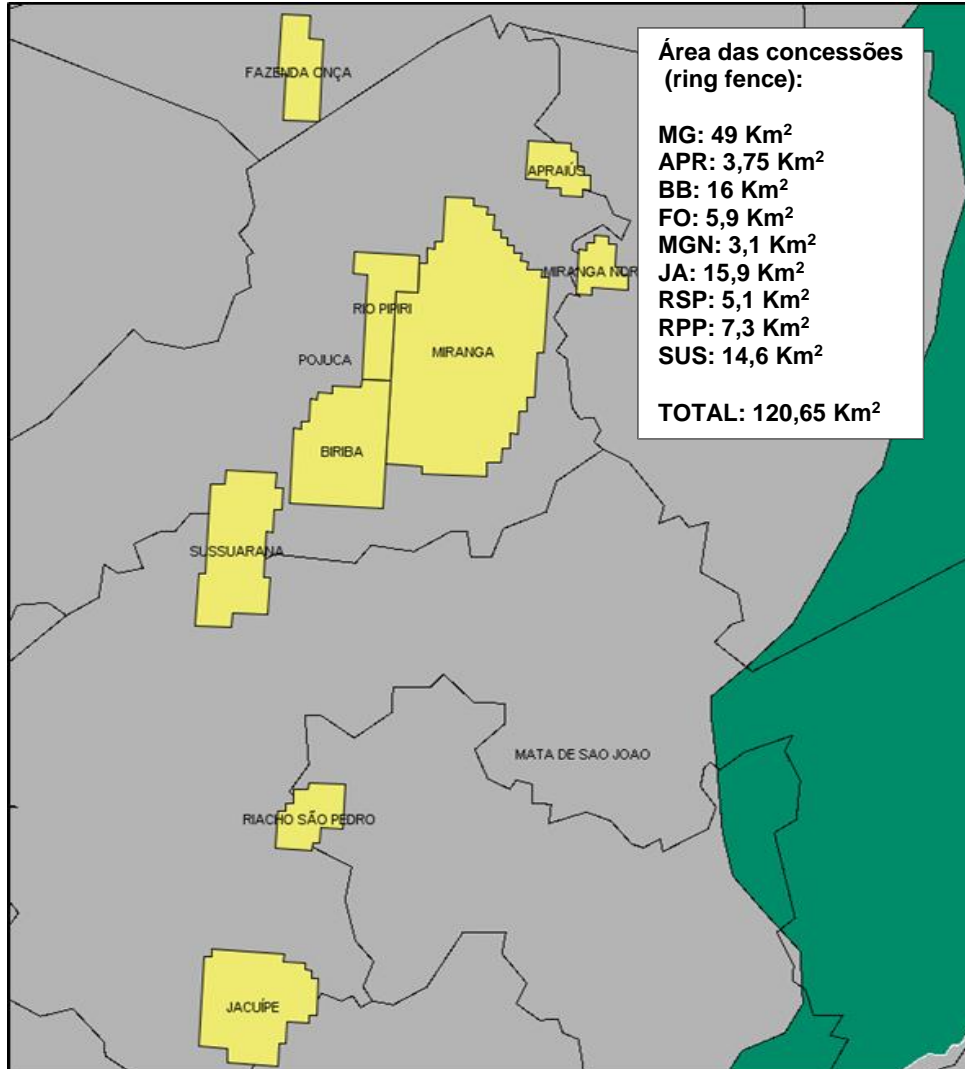 FAZENDA ONÇA
Área das concessões
(ring fence):
MG: 49 Km²
APR: 3,75 Km²
BB: 16 Km²
FO: 5,9 Km²
MGN: 3,1 Km²
JA: 15,9 Km²
RSP: 5,1 Km²
RPP: 7,3 Km²
SUS: 14,6 Km²
TOTAL: 120,65 Km²
APRAIÚS
MIRANGA NOR
RIO PIPIRI
POJUCA
MIRANGA
BIRIBA
SUSSUARANA
MATA DE SAO JOAO
RIACHO SÃO PEDRO
JACUÍPE